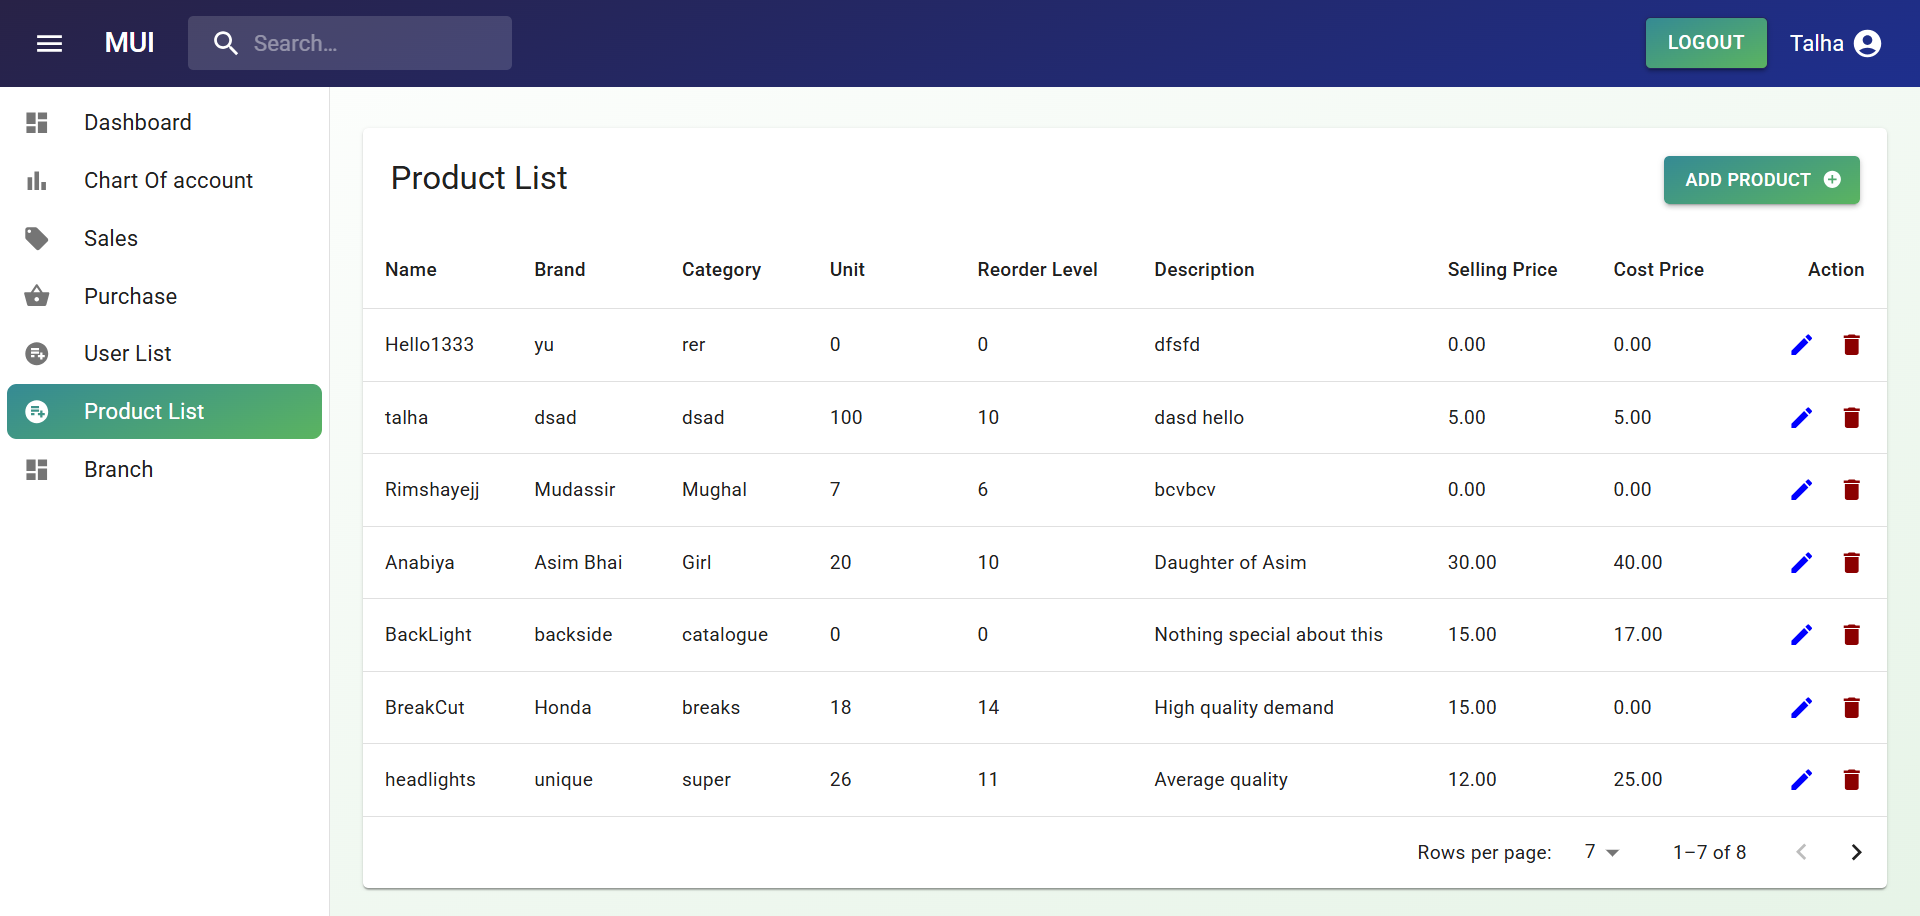 MUI Search... LOGOUT Talha
Dashboard
Chart Of account
Sales
Purchase
User List
Product List
Branch
Product List ADD PRODUCT
Name Brand Category Unit Reorder Level Description Selling Price Cost Price Action
Hello1333 yu rer 0 0 dfsfd 0.00 0.00
talha dsad dsad 100 10 dasd hello 5.00 5.00
Rimshayejj Mudassir Mughal 7 6 bcvbcv 0.00 0.00
Anabiya Asim Bhai Girl 20 10 Daughter of Asim 30.00 40.00
BackLight backside catalogue 0 0 Nothing special about this 15.00 17.00
BreakCut Honda breaks 18 14 High quality demand 15.00 0.00
headlights unique super 26 11 Average quality 12.00 25.00
Rows per page: 7 1–7 of 8